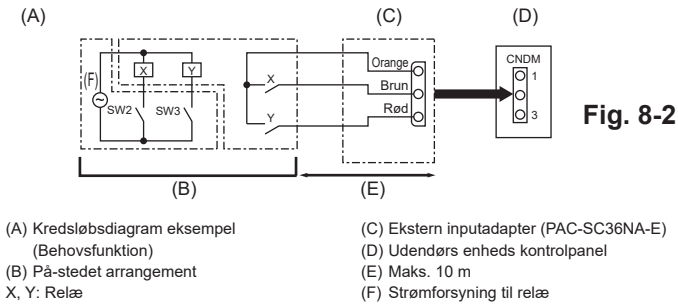 (A)
(C)
(D)
(F)
X
Y
SW2
SW3
X
Y
Orange
Brun
Rød
CNDM
1
3
Fig. 8-2
(B)
(E)
(A) Kredsløbsdiagram eksempel
(Behovsfunktion)
(B) På-stedet arrangement
X, Y: Relæ
(C) Ekstern inputadapter (PAC-SC36NA-E)
(D) Udendørs enheds kontrolpanel
(E) Maks. 10 m
(F) Strømforsyning til relæ